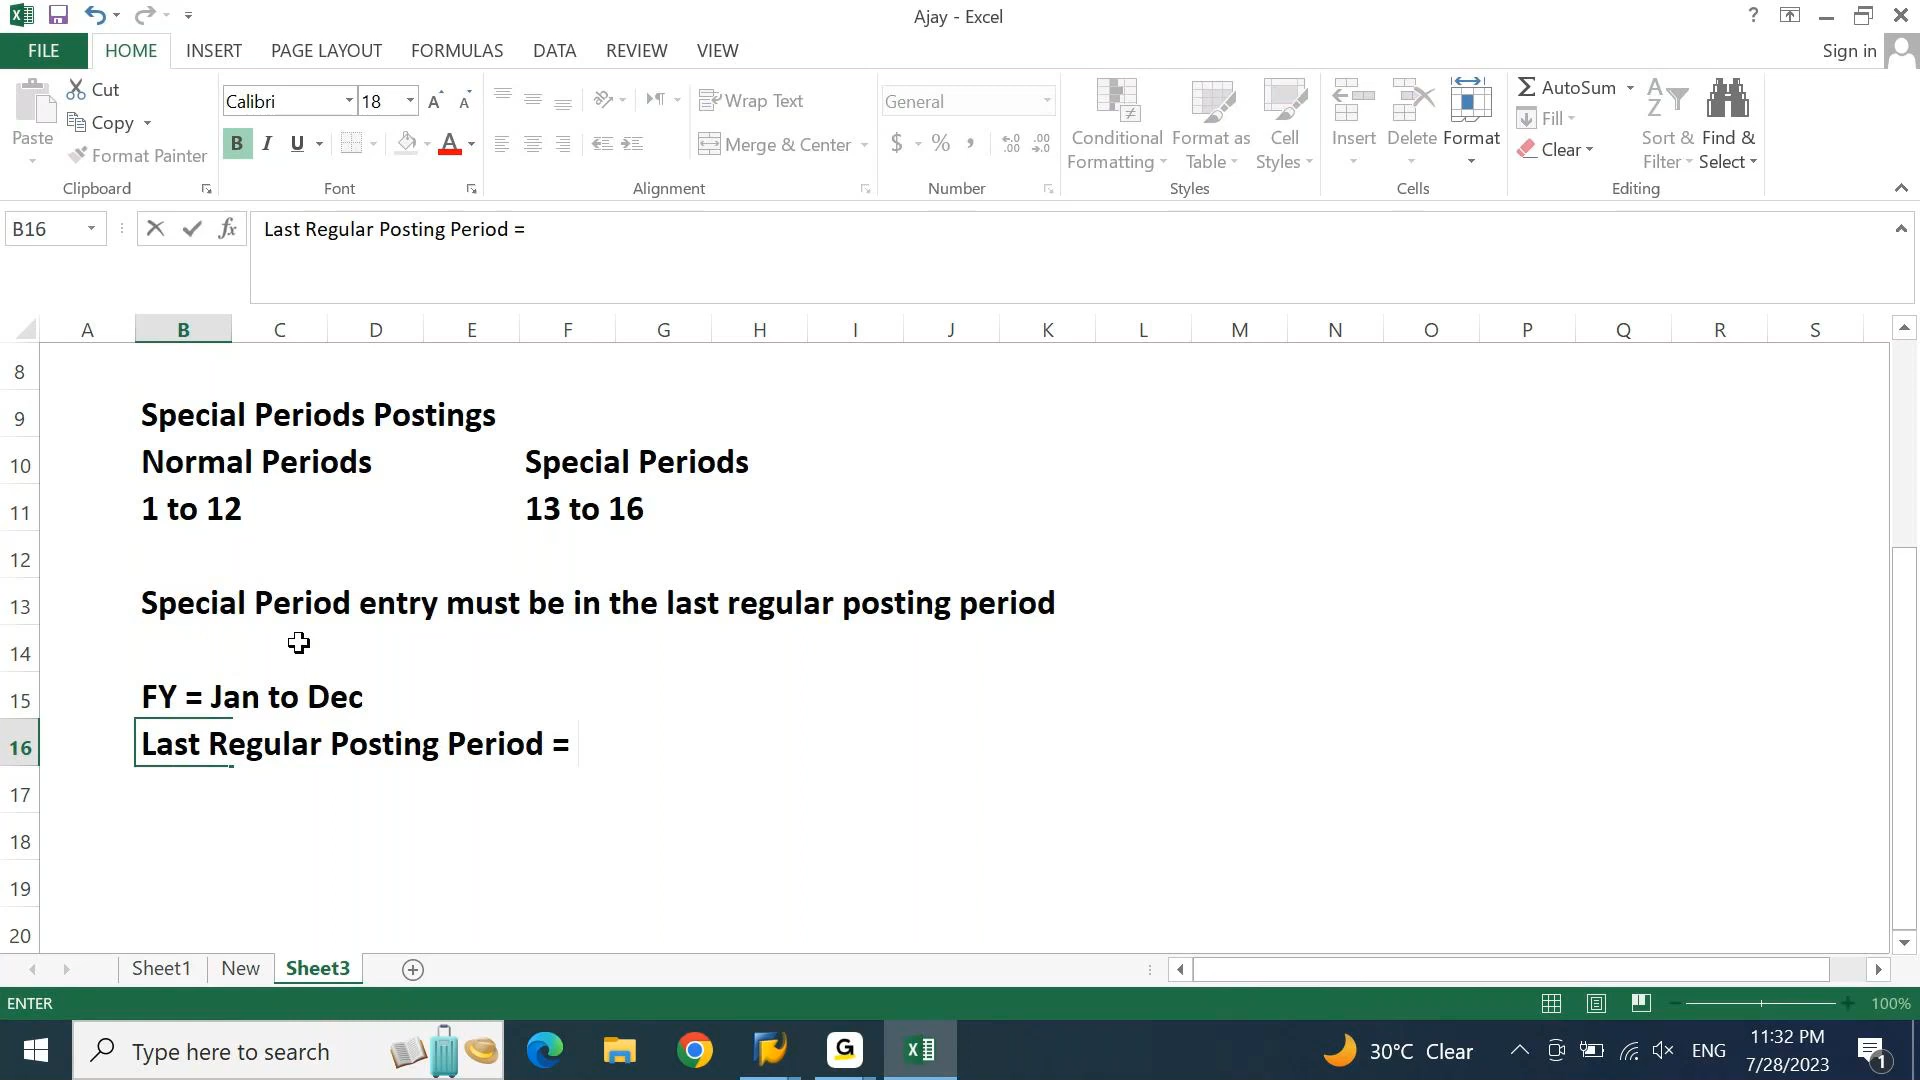 Ajay - Excel
?
FILE HOME INSERT PAGE LAYOUT FORMULAS DATA REVIEW VIEW
Sign in
Paste
Cut
Copy
Format Painter
Clipboard
Calibri 18
B I U
Font
Wrap Text
Merge & Center
Alignment
General
$ % ,
Number
Conditional Formatting
Format as Table
Cell Styles
Styles
Insert Delete Format
Cells
AutoSum
Fill
Clear
Sort & Filter
Find & Select
Editing
B16
fx
Last Regular Posting Period =
A B C D E F G H I J K L M N O P Q R S
8
9 Special Periods Postings
10 Normal Periods Special Periods
11 1 to 12 13 to 16
12
13 Special Period entry must be in the last regular posting period
14
15 FY = Jan to Dec
16 Last Regular Posting Period =
17
18
19
20
Sheet1 New Sheet3
ENTER
100%
Type here to search
30°C Clear
ENG
11:32 PM
7/28/2023
1